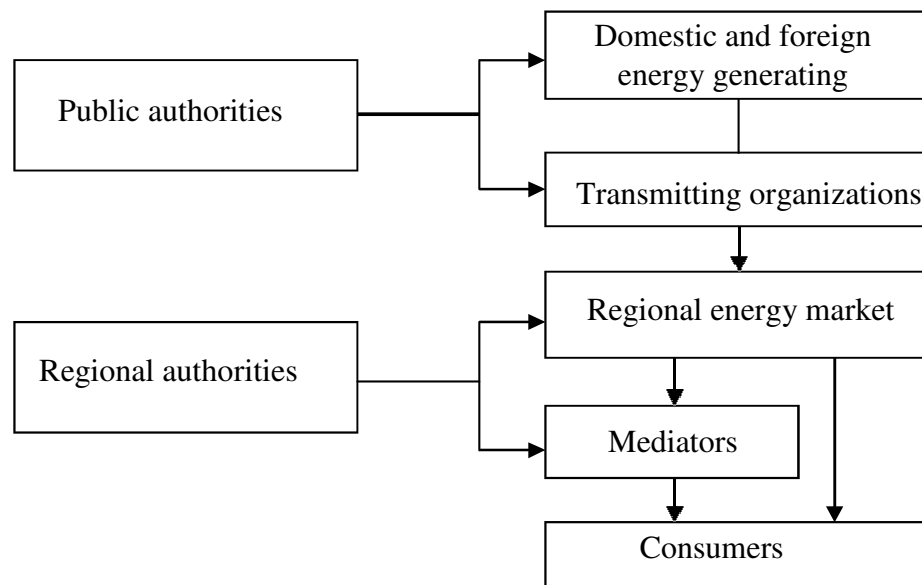 Domestic and foreign
energy generating
Public authorities
Transmitting organizations
Regional energy market
Regional authorities
Mediators
Consumers